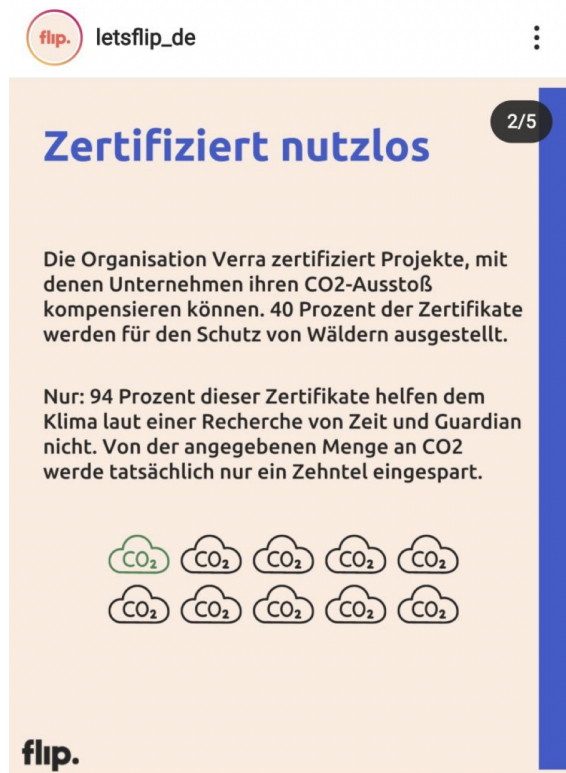 flip.
letsflip_de
2/5
Zertifiziert nutzlos
Die Organisation Verra zertifiziert Projekte, mit
denen Unternehmen ihren CO2-Ausstoß
kompensieren können. 40 Prozent der Zertifikate
werden für den Schutz von Wäldern ausgestellt.
Nur: 94 Prozent dieser Zertifikate helfen dem
Klima laut einer Recherche von Zeit und Guardian
nicht. Von der angegebenen Menge an CO2
werde tatsächlich nur ein Zehntel eingespart.
CO₂ CO₂ CO₂ CO₂ CO₂
CO₂ CO₂ CO₂ CO₂ CO₂
flip.